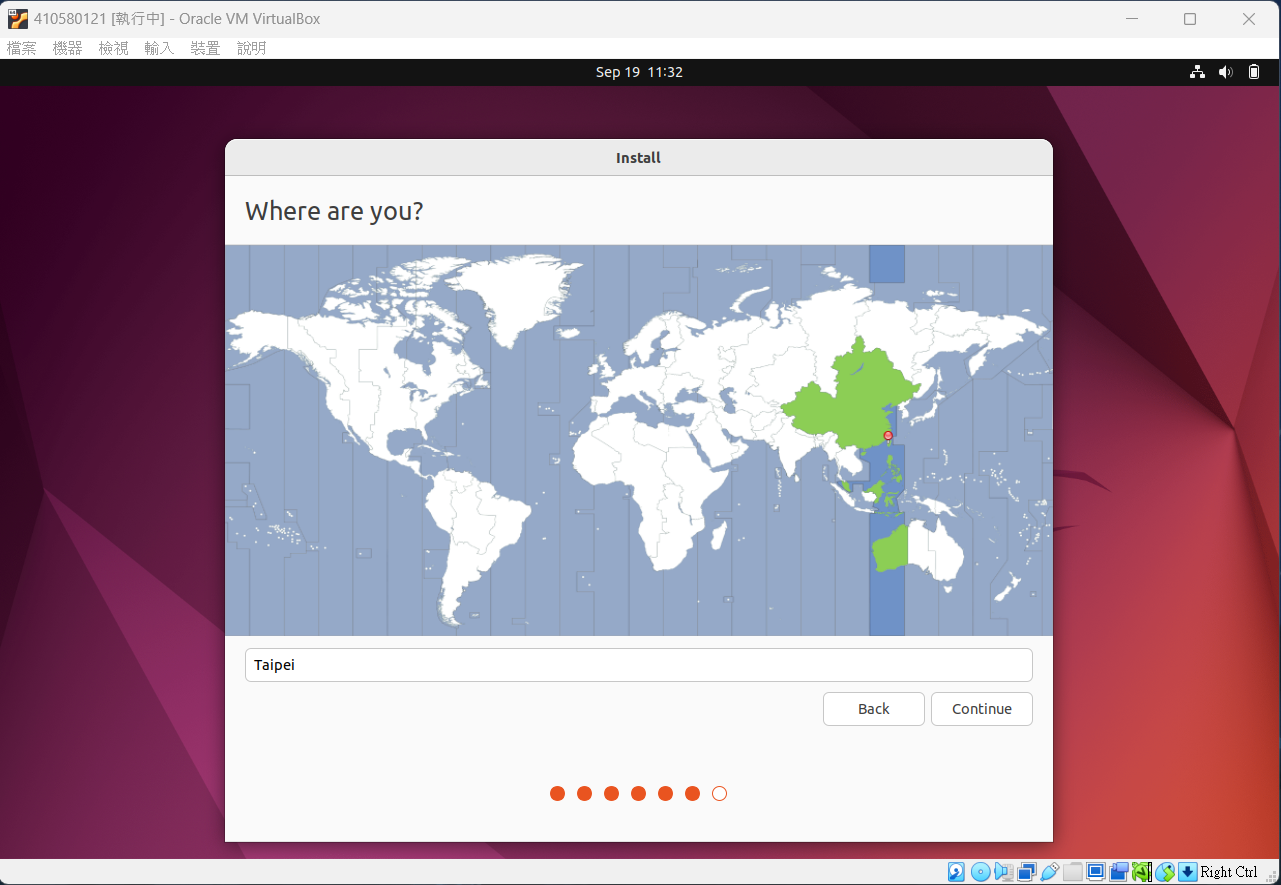 410580121 [執行中] - Oracle VM VirtualBox
檔案 機器 檢視 輸入 裝置 說明
Sep 19 11:32
Install
Where are you?
Taipei
Back Continue
Right Ctrl